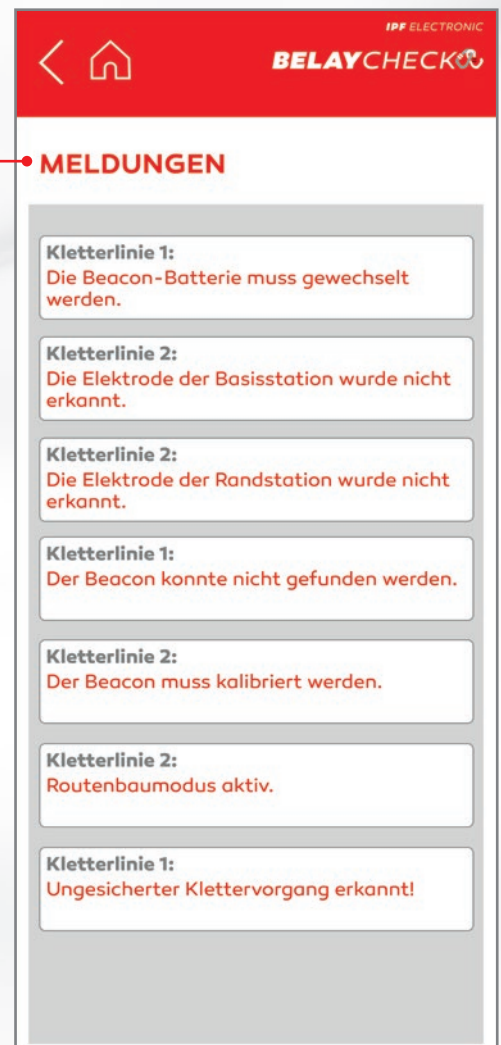 IPF ELECTRONIC
BELAYCHECK
MELDUNGEN
Kletterlinie 1:
Die Beacon-Batterie muss gewechselt
werden.
Kletterlinie 2:
Die Elektrode der Basisstation wurde nicht
erkannt.
Kletterlinie 2:
Die Elektrode der Randstation wurde nicht
erkannt.
Kletterlinie 1:
Der Beacon konnte nicht gefunden werden.
Kletterlinie 2:
Der Beacon muss kalibriert werden.
Kletterlinie 2:
Routenbaumodus aktiv.
Kletterlinie 1:
Ungesicherter Klettervorgang erkannt!